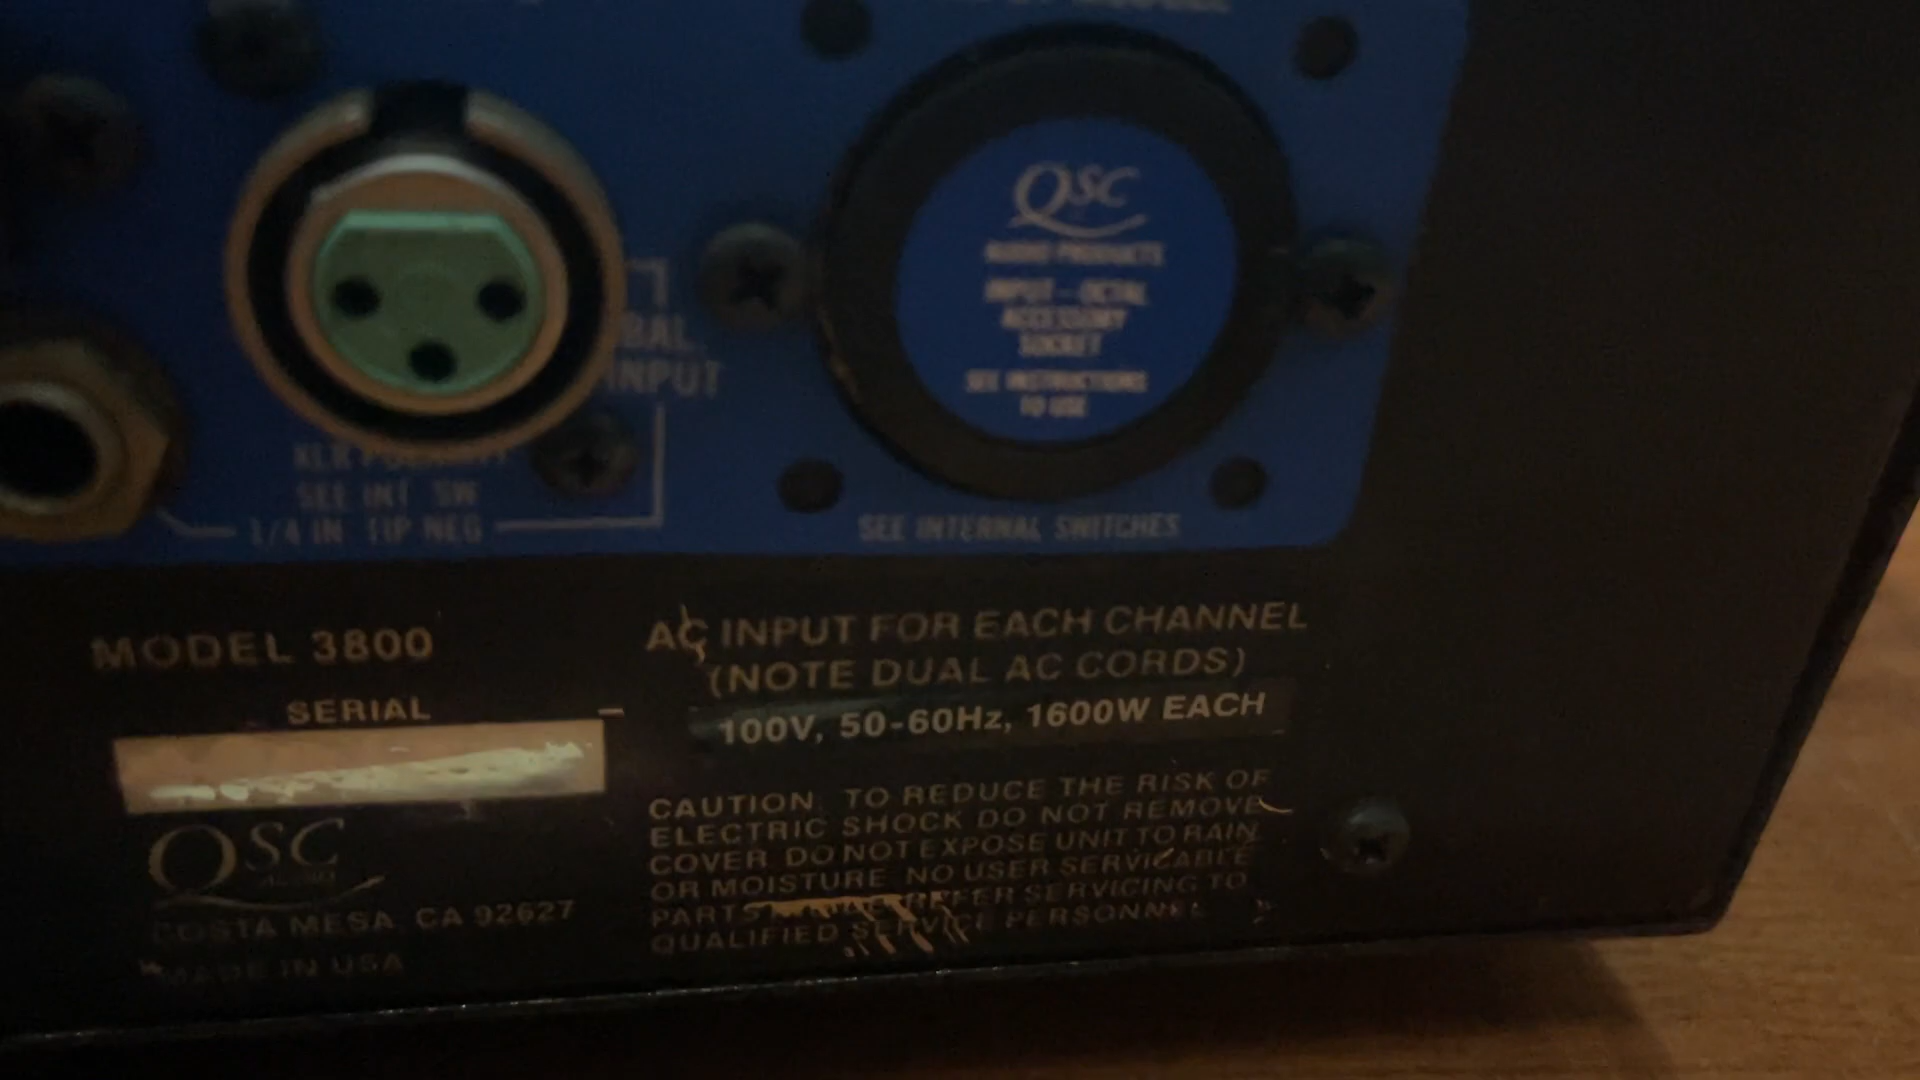 QSC
AUDIO PRODUCTS
INPUT - OCTAL
ACCESSORY
SOCKET
SEE INSTRUCTIONS
TO USE
BAL
INPUT
XLR
SEE INT SW
1/4 IN TIP NEG
SEE INTERNAL SWITCHES
MODEL 3800
SERIAL
QSC
COSTA MESA, CA 92627
MADE IN USA
AC INPUT FOR EACH CHANNEL
(NOTE DUAL AC CORDS)
100V, 50-60Hz, 1600W EACH
CAUTION: TO REDUCE THE RISK OF
ELECTRIC SHOCK DO NOT REMOVE
COVER. DO NOT EXPOSE UNIT TO RAIN
OR MOISTURE. NO USER SERVICABLE
PARTS REFER SERVICING TO
QUALIFIED SERVICE PERSONNEL